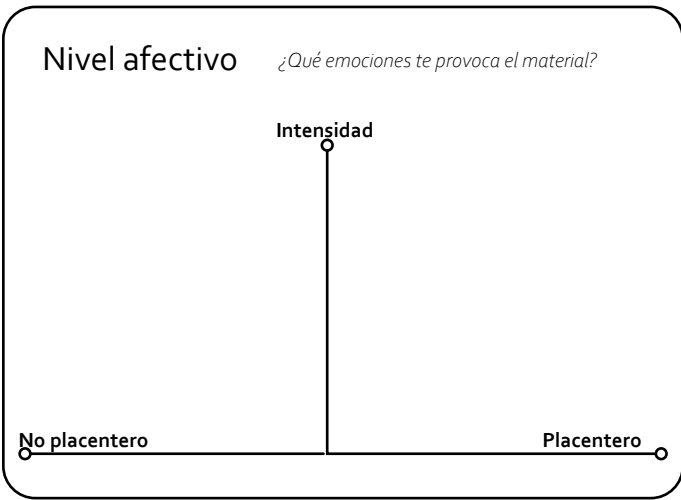 Nivel afectivo
¿Qué emociones te provoca el material?
Intensidad
No placentero
Placentero